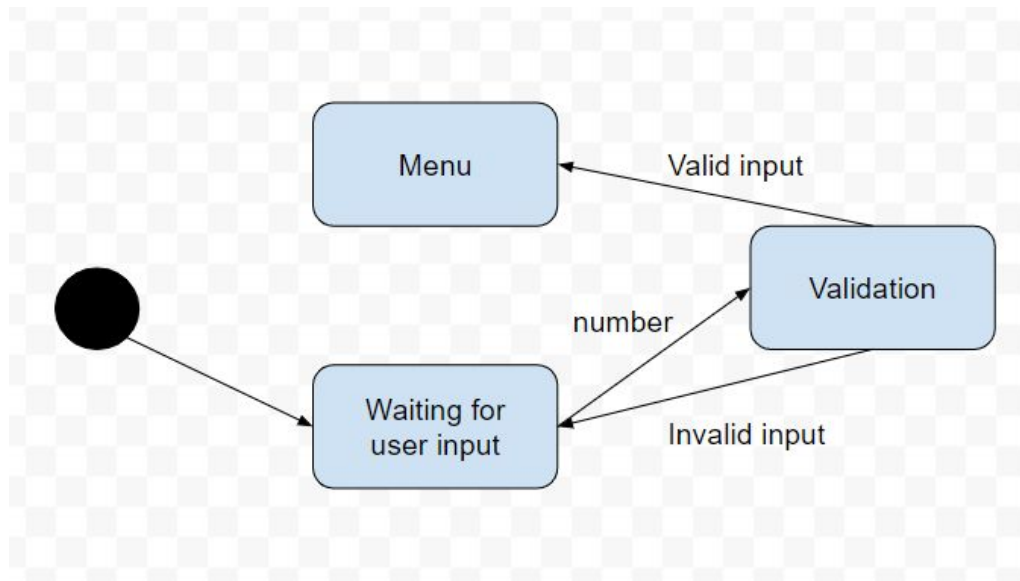 Menu
Valid input
Validation
number
Waiting for
user input
Invalid input